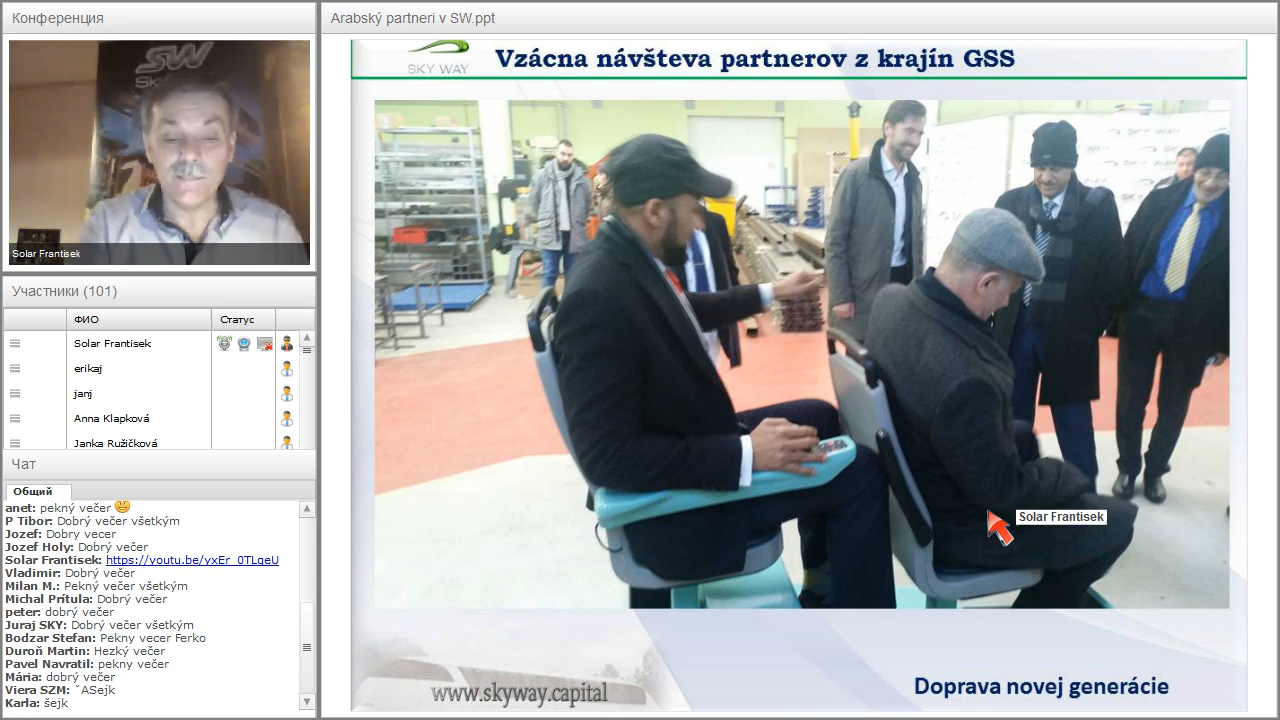 Конференция
SW
Sk
Solar Frantisek
Участники (101)
ФИО
Статус
Solar Frantisek
erikaj
janj
Anna Klapková
Janka Ružičková
Чат
Общий
anet: pekný večer
P Tibor: Dobrý večer všetkým
Jozef: Dobry vecer
Jozef Holy: Dobrý večer
Solar Frantisek: https://youtu.be/yxEr_0TLgeU
Vladimir: Dobrý večer
Milan M.: Pekný večer všetkým
Michal Prítula: Dobrý večer
peter: dobrý večer
Juraj SKY: Dobrý večer všetkým
Bodzar Stefan: Pekny vecer Ferko
Duroň Martin: Hezký večer
Pavel Navratil: pekny večer
Mária: dobrý večer
Viera SZM: ˇASejk
Karla: šejk
Arabský partneri v SW.ppt
SKY WAY
Vzácna návšteva partnerov z krajín GSS
SKY WAY
Solar Frantisek
www.skyway.capital
Doprava novej generácie